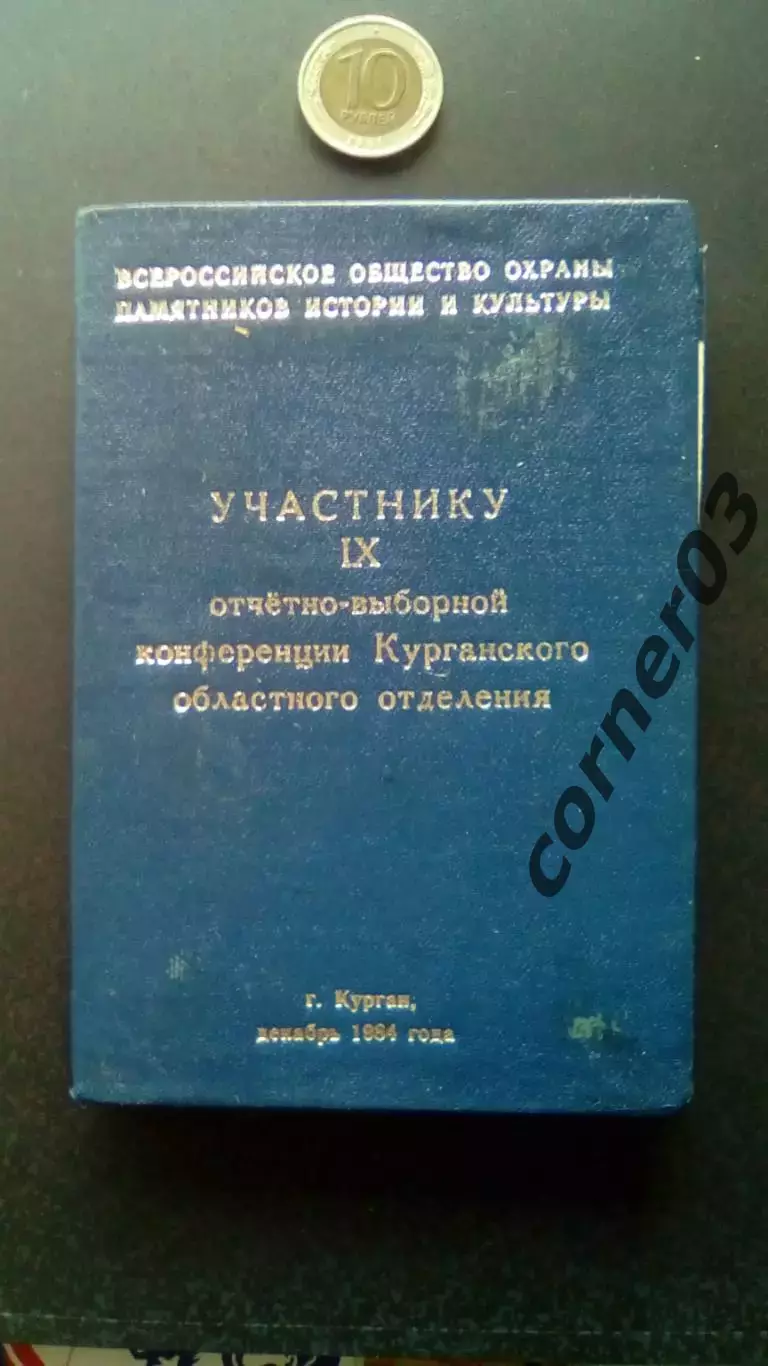 10
РУБЛЕЙ
ВСЕРОССИЙСКОЕ ОБЩЕСТВО ОХРАНЫ
ПАМЯТНИКОВ ИСТОРИИ И КУЛЬТУРЫ
УЧАСТНИКУ
IX
отчётно-выборной
конференции Курганского
областного отделения
г. Курган,
декабрь 1984 года
corner03